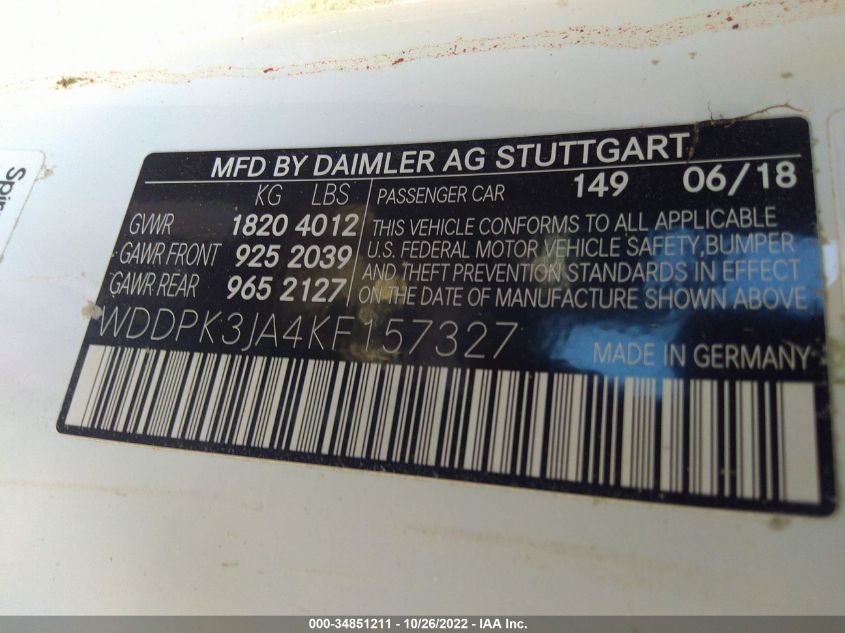 MFD BY DAIMLER AG STUTTGART
KG LBS PASSENGER CAR 149 06/18
GVWR 1820 4012 THIS VEHICLE CONFORMS TO ALL APPLICABLE
GAWR FRONT 925 2039 U.S. FEDERAL MOTOR VEHICLE SAFETY, BUMPER
GAWR REAR 965 2127 AND THEFT PREVENTION STANDARDS IN EFFECT
ON THE DATE OF MANUFACTURE SHOWN ABOVE
WDDPK3JA4KF157327 MADE IN GERMANY
000-34851211 - 10/26/2022 - IAA Inc.